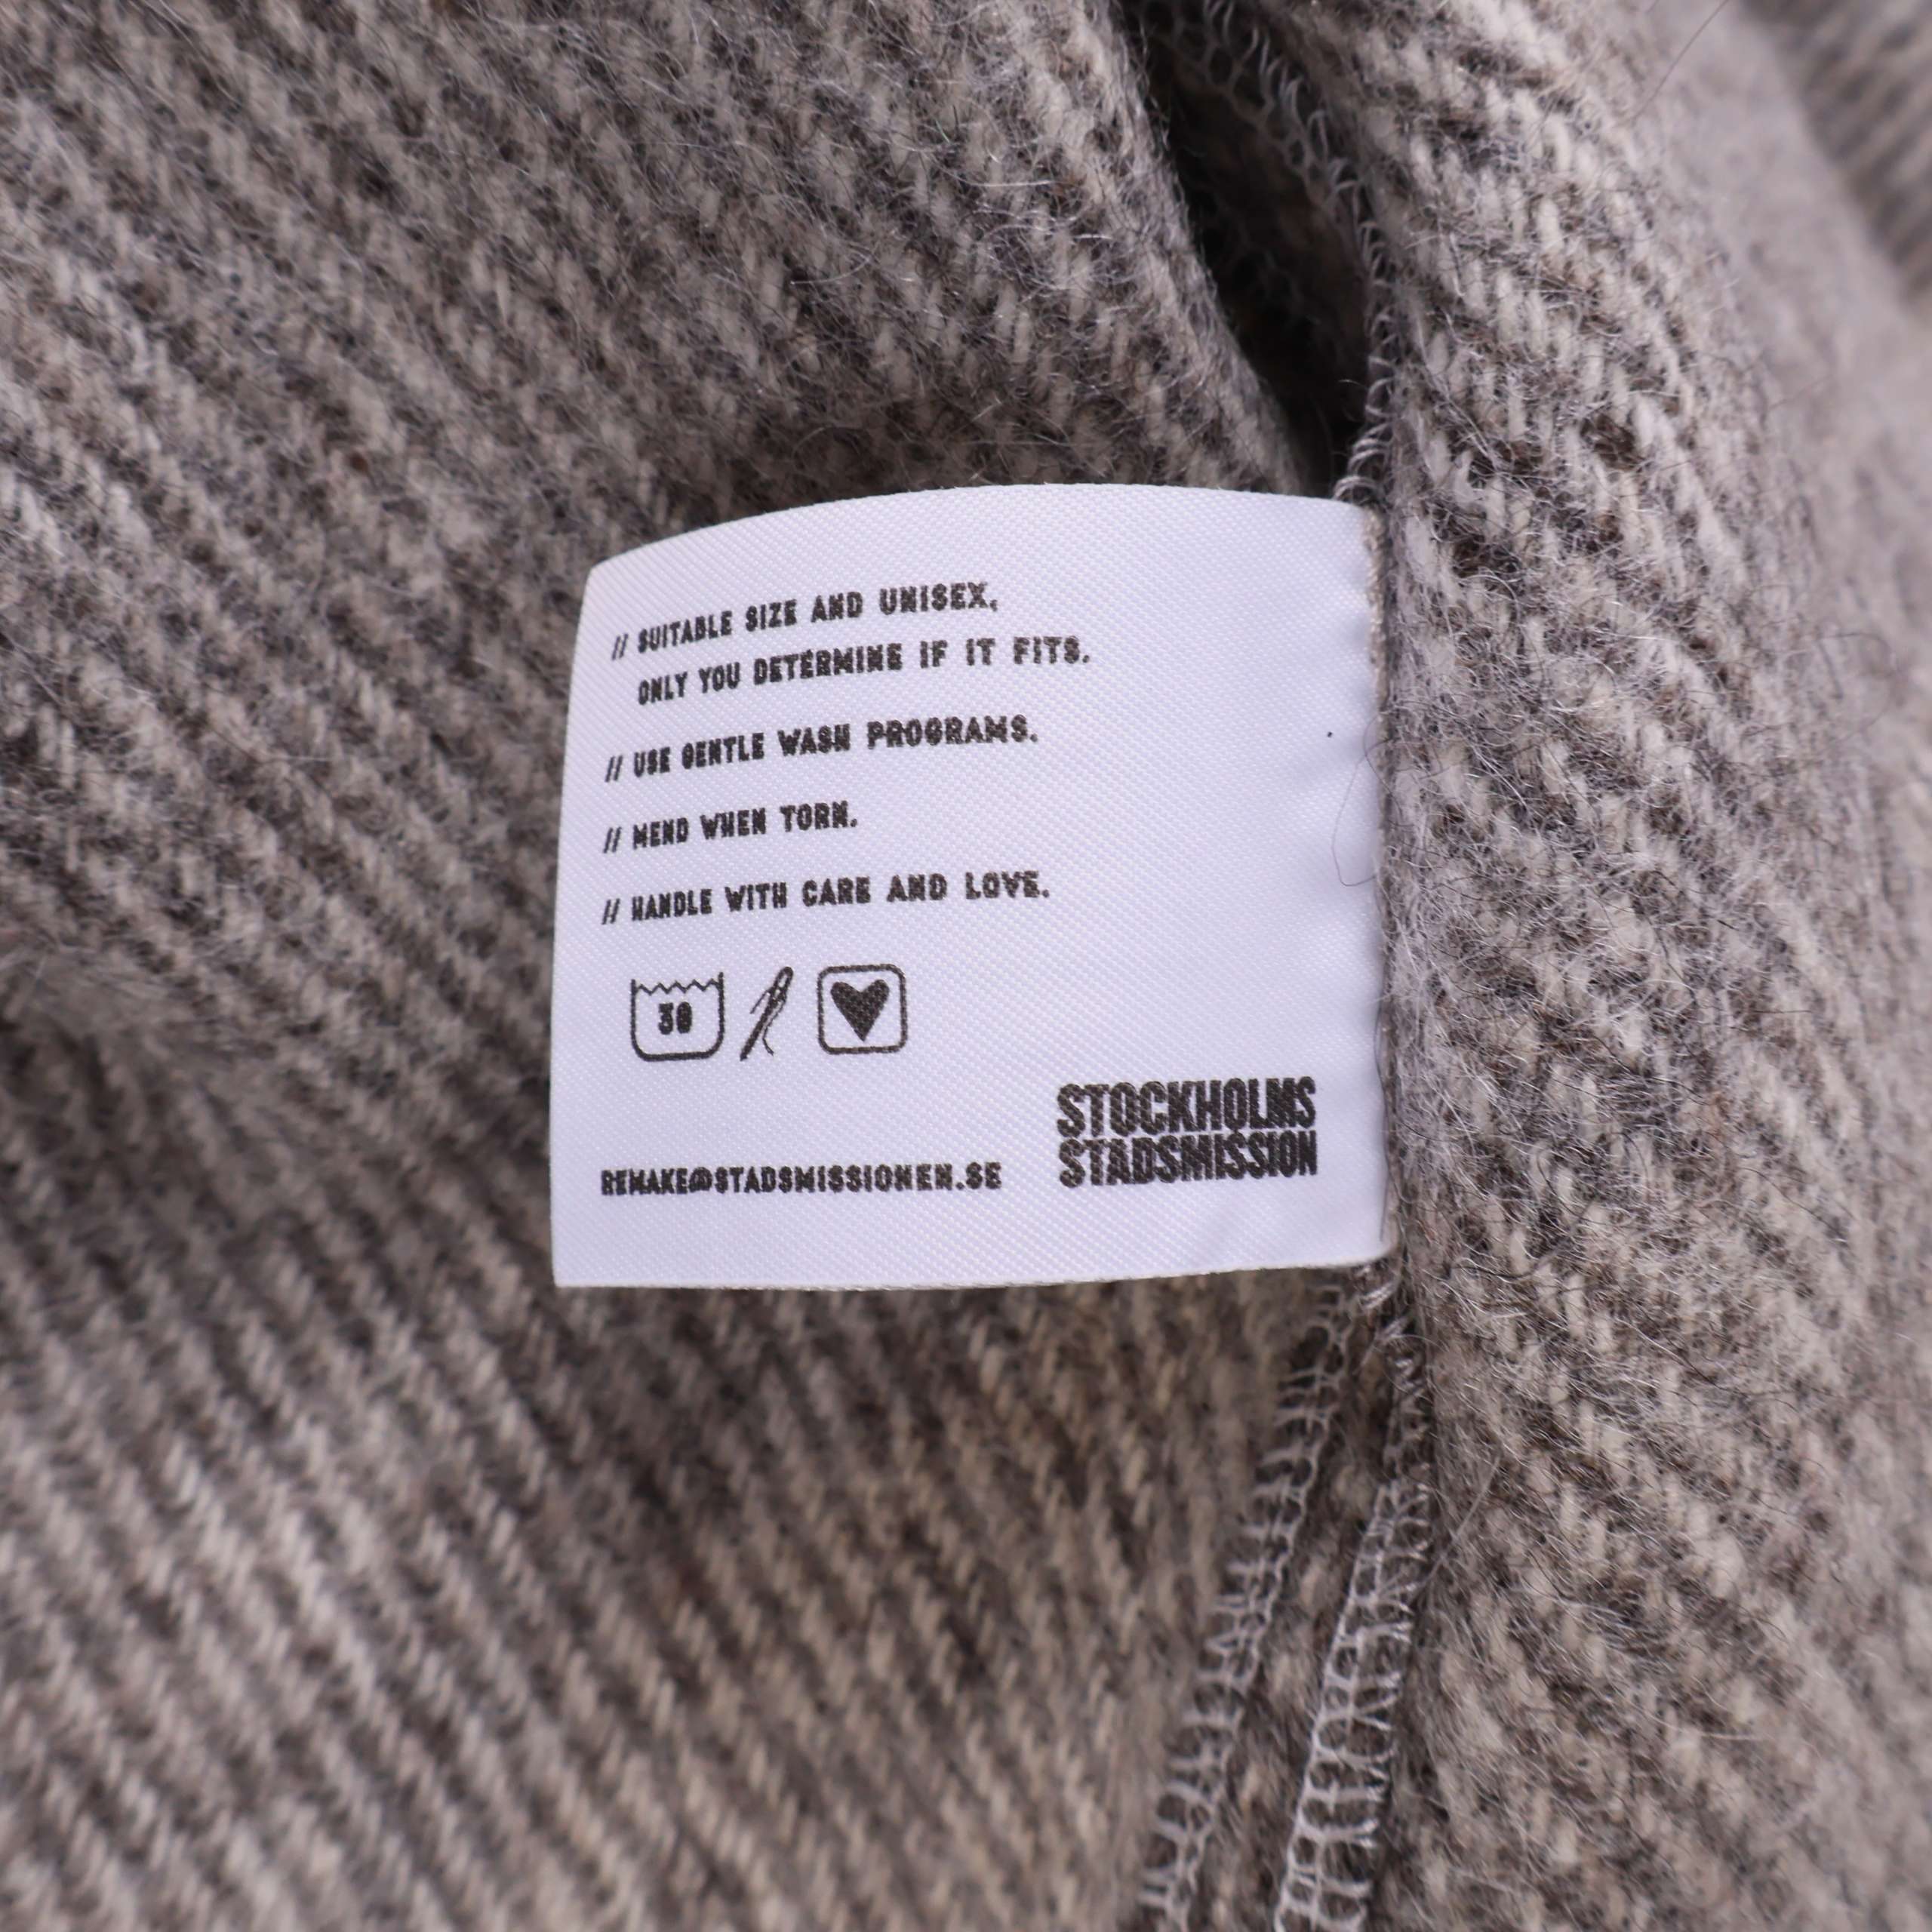 // SUITABLE SIZE AND UNISEX,
ONLY YOU DETERMINE IF IT FITS.
// USE GENTLE WASH PROGRAMS.
// MEND WHEN TORN.
// HANDLE WITH CARE AND LOVE.
30
REMAKE@STADSMISSIONEN.SE
STOCKHOLMS
STADSMISSION